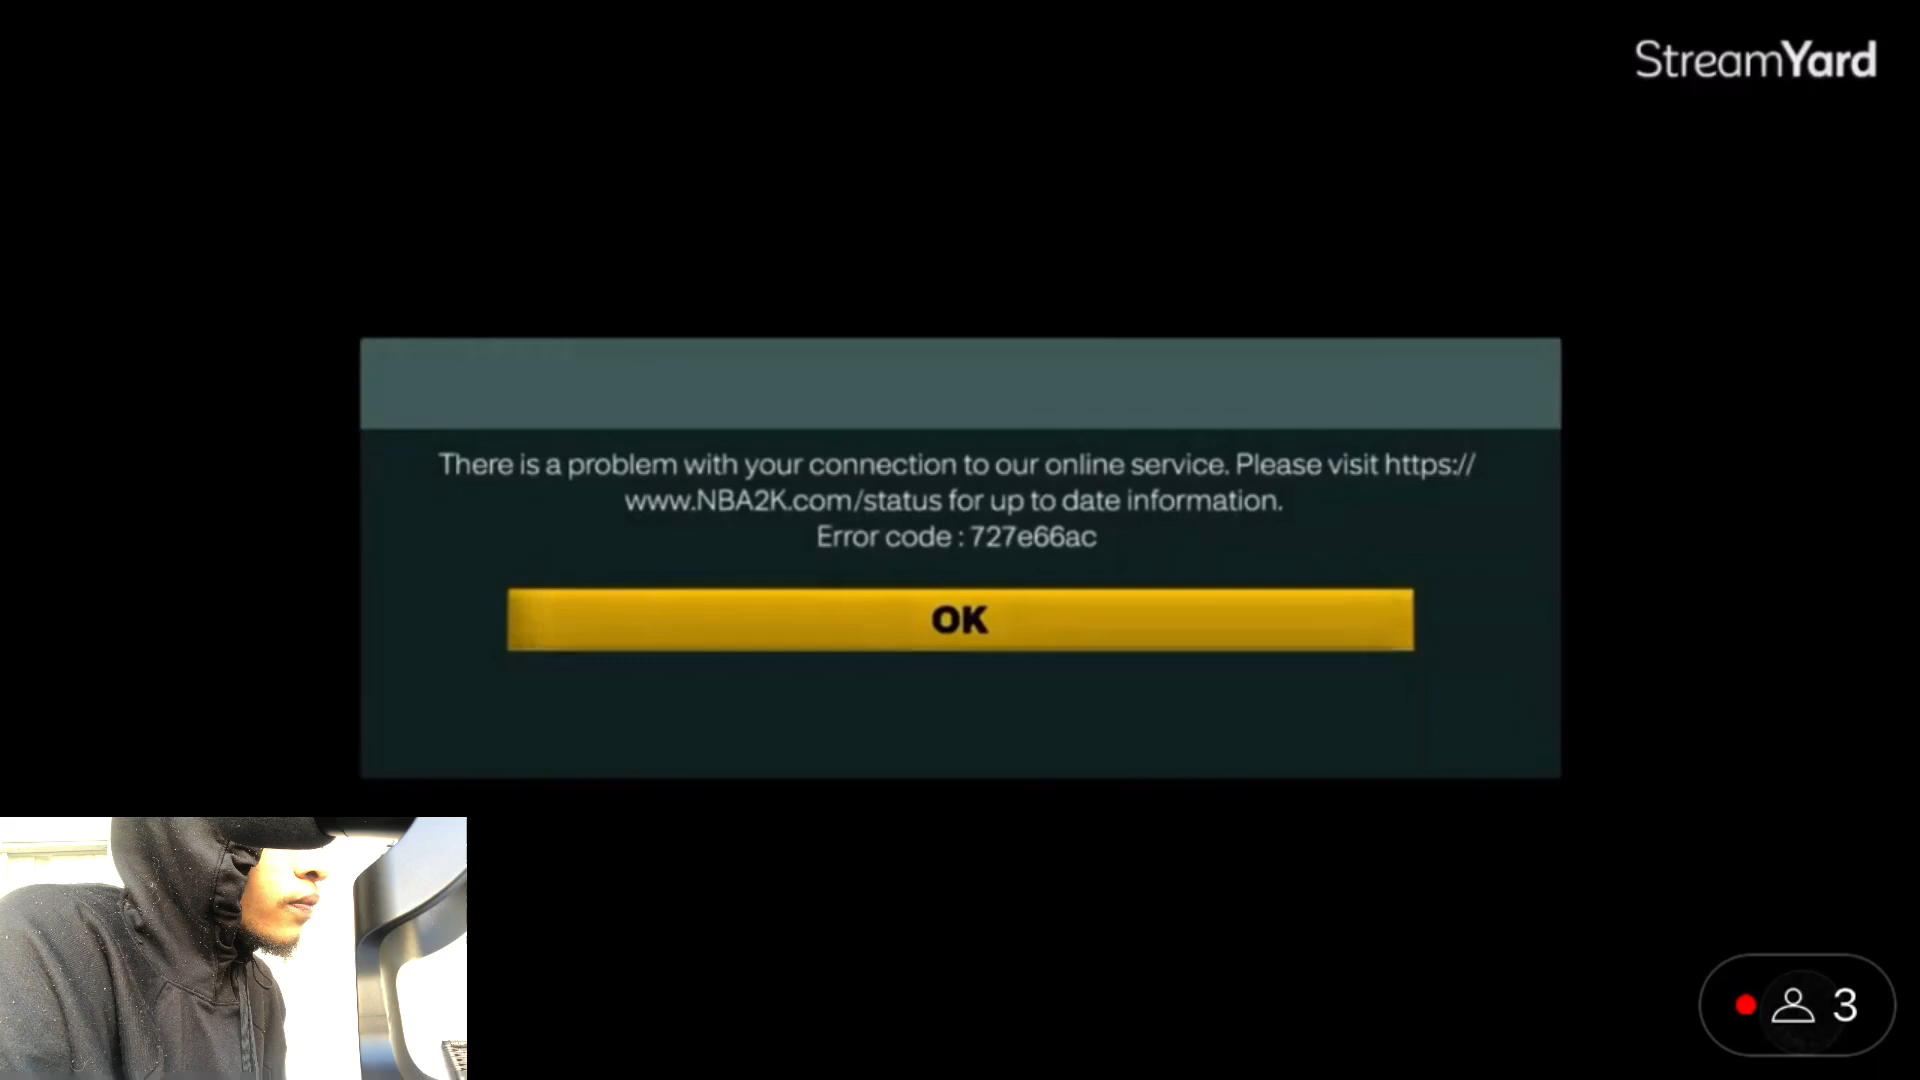 StreamYard
There is a problem with your connection to our online service. Please visit https://
www.NBA2K.com/status for up to date information.
Error code : 727e66ac
OK
3